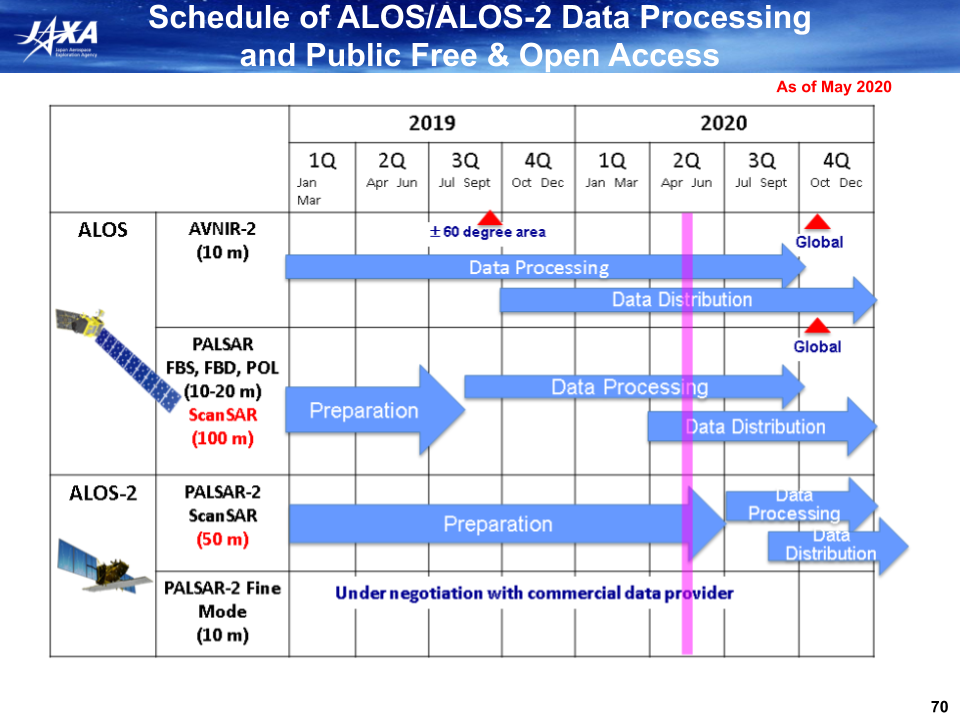 Schedule of ALOS/ALOS-2 Data Processing
and Public Free & Open Access
JAXA
Japan Aerospace
Exploration Agency
As of May 2020
2019
2020
1Q
2Q
3Q
4Q
1Q
2Q
3Q
4Q
Jan
Mar
Apr Jun
Jul Sept
Oct Dec
Jan Mar
Apr Jun
Jul Sept
Oct Dec
ALOS
AVNIR-2
(10 m)
±60 degree area
Global
Data Processing
Data Distribution
PALSAR
FBS, FBD, POL
(10-20 m)
ScanSAR
(100 m)
Global
Preparation
Data Processing
Data Distribution
ALOS-2
PALSAR-2
ScanSAR
(50 m)
Preparation
Data
Processing
Data
Distribution
PALSAR-2 Fine
Mode
(10 m)
Under negotiation with commercial data provider
70